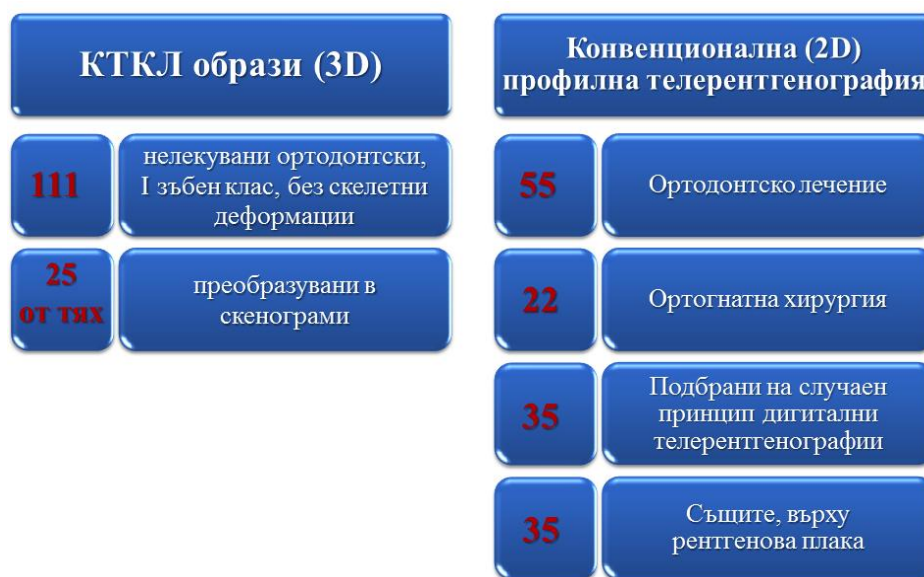 КТКЛ образи (3D)
111
нелекувани ортодонтски,
I зъбен клас, без скелетни
деформации
25
от тях
преобразувани в
скенограми
Конвенционална (2D)
профилна телерентгенография
55
Ортодонтско лечение
22
Ортогнатна хирургия
35
Подбрани на случаен
принцип дигитални
телерентгенографии
35
Същите, върху
рентгенова плака